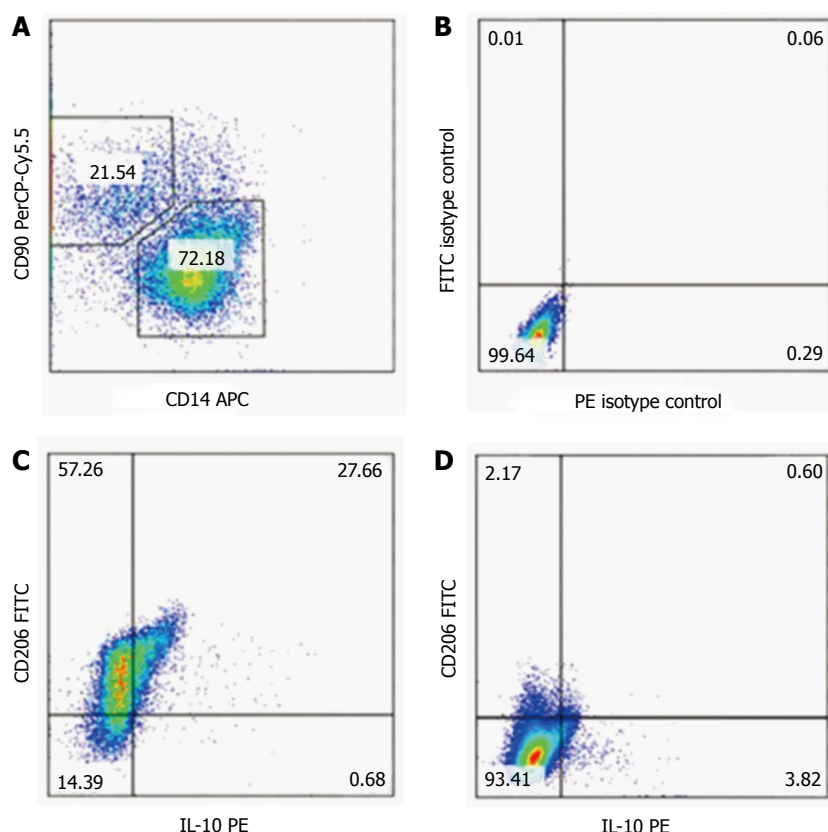 A
CD90 PerCP-Cy5.5
21.54
72.18
CD14 APC
B
FITC isotype control
0.01
0.06
99.64
0.29
PE isotype control
C
CD206 FITC
57.26
27.66
14.39
0.68
IL-10 PE
D
CD206 FITC
2.17
0.60
93.41
3.82
IL-10 PE